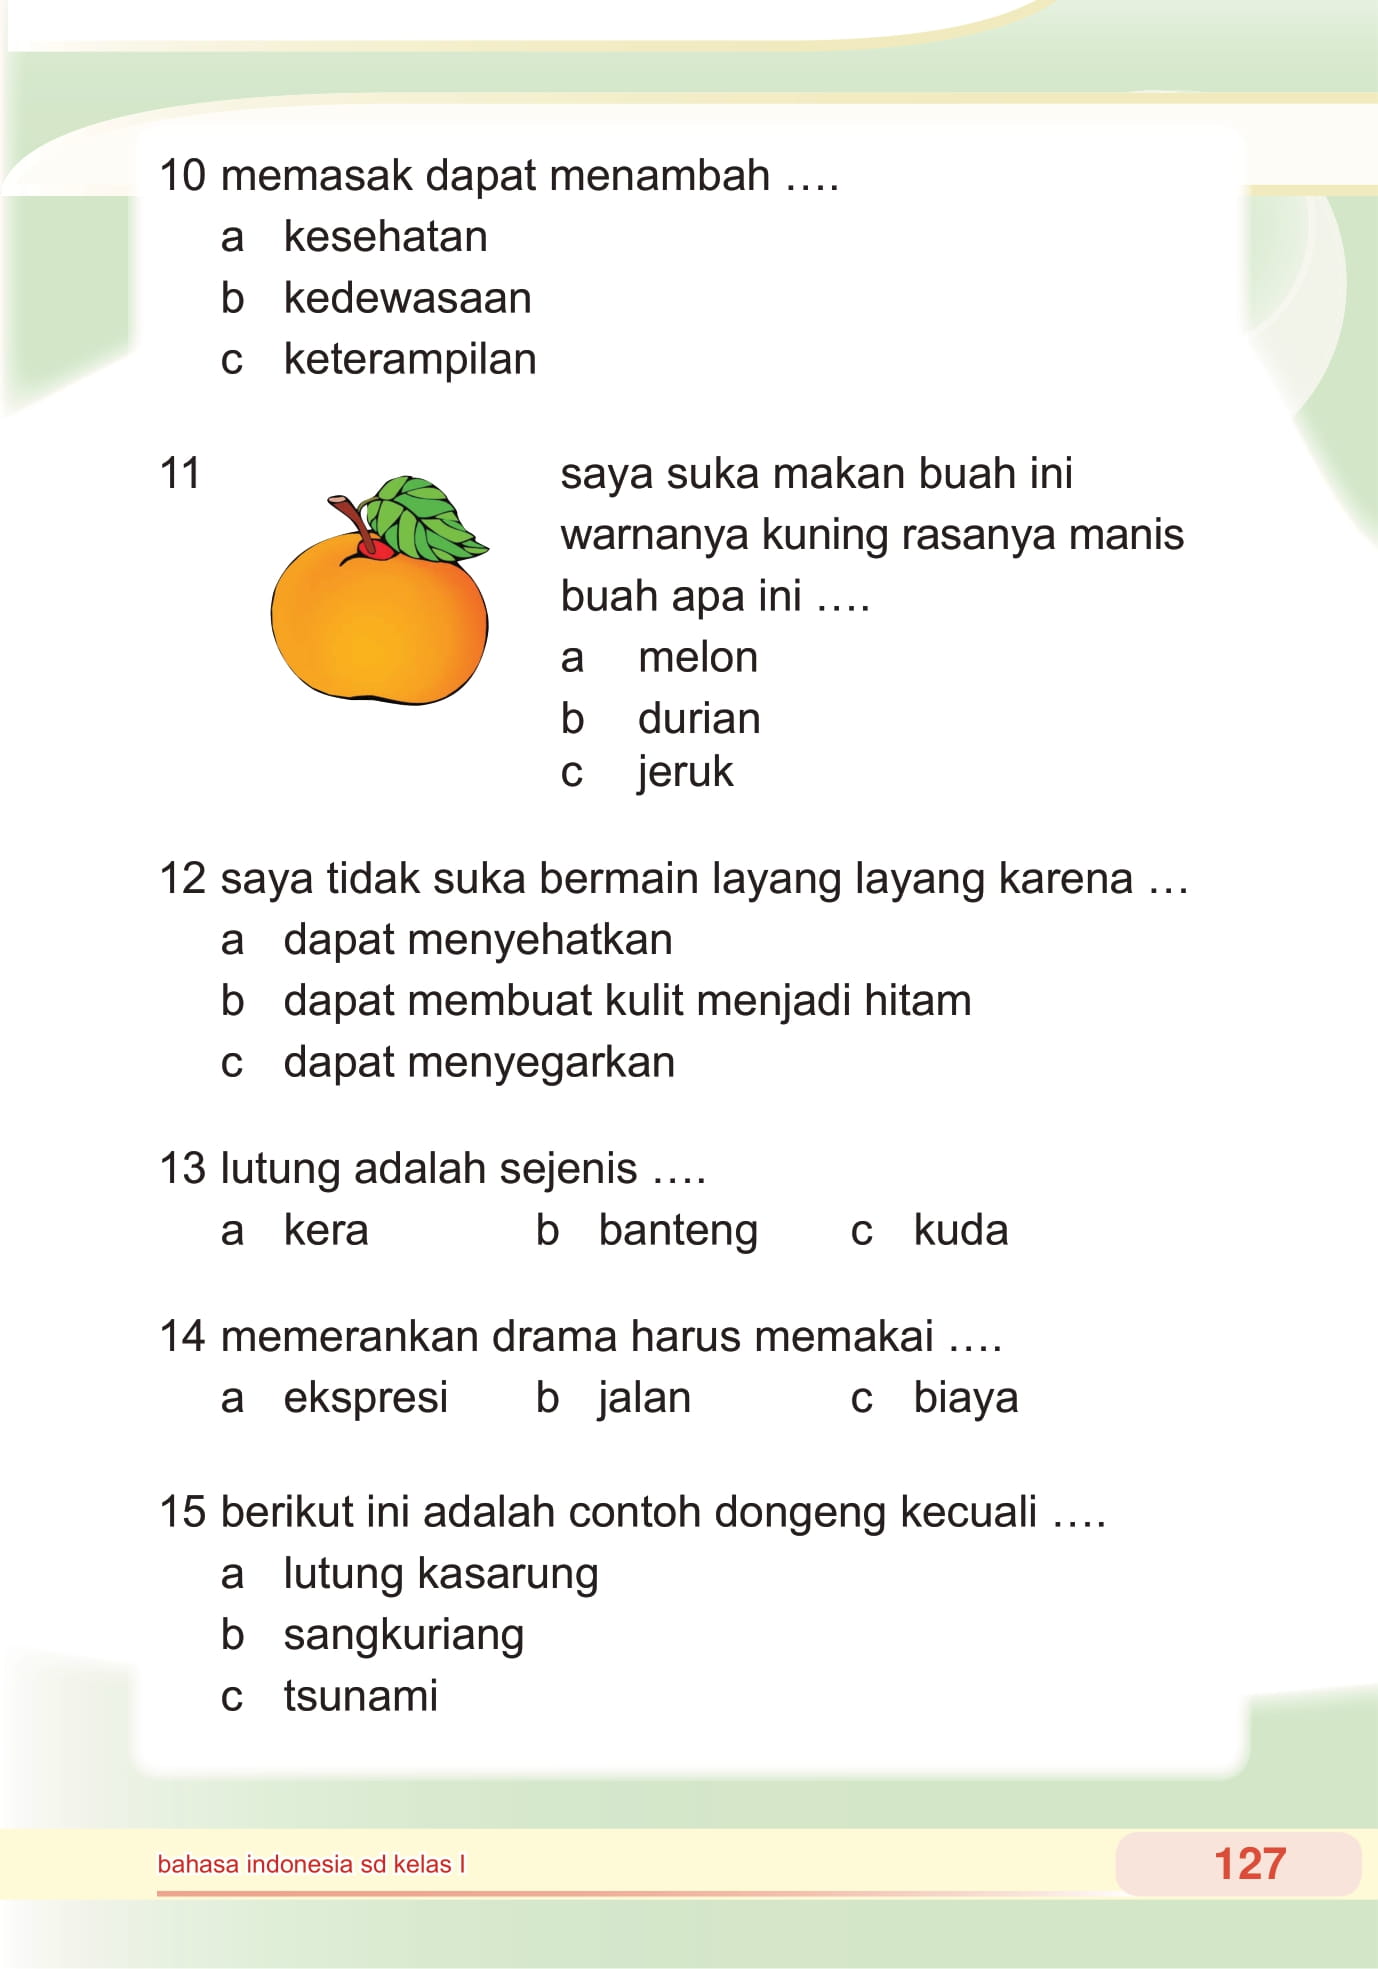 10 memasak dapat menambah ....
a kesehatan
b kedewasaan
c keterampilan
11 saya suka makan buah ini
warnanya kuning rasanya manis
buah apa ini ....
a melon
b durian
c jeruk
12 saya tidak suka bermain layang layang karena ...
a dapat menyehatkan
b dapat membuat kulit menjadi hitam
c dapat menyegarkan
13 lutung adalah sejenis ....
a kera b banteng c kuda
14 memerankan drama harus memakai ....
a ekspresi b jalan c biaya
15 berikut ini adalah contoh dongeng kecuali ....
a lutung kasarung
b sangkuriang
c tsunami
bahasa indonesia sd kelas I 127